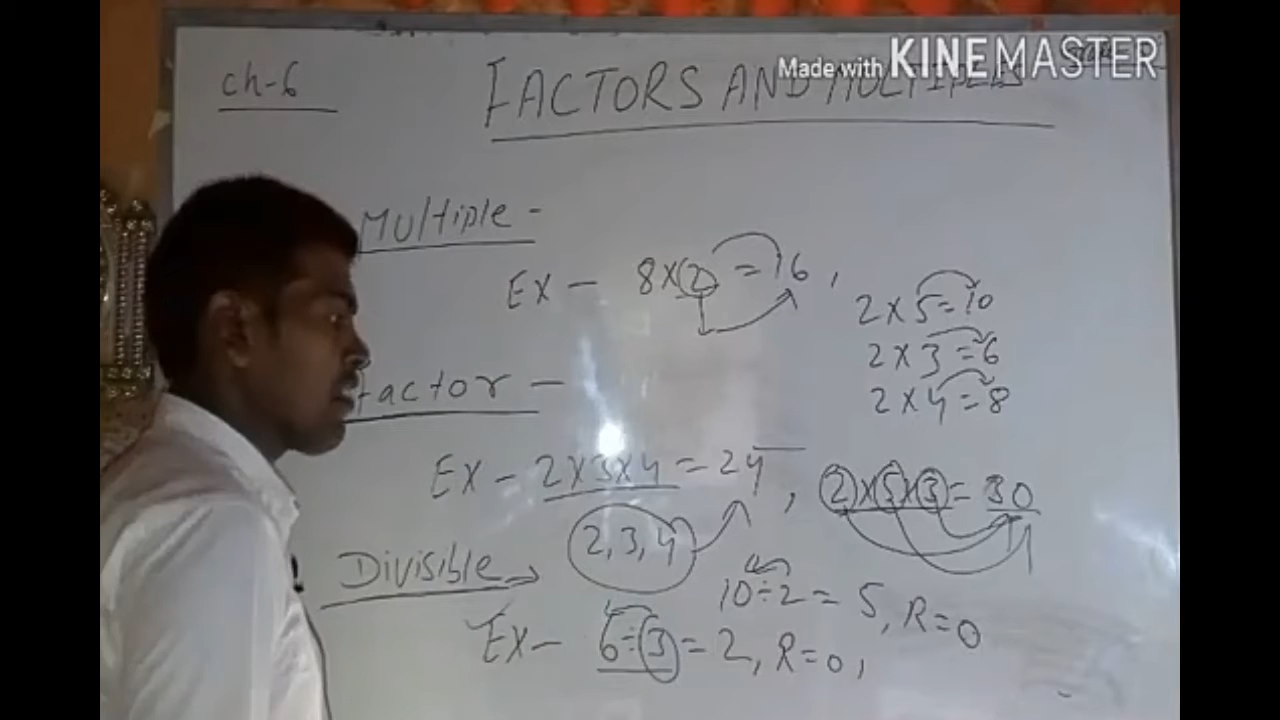 Made with KINEMASTER
ch-6
FACTORS AND MULTIPLES
Multiple -
Ex - 8×2 = 16,
2×5=10
2×3=6
2×4=8
factor -
Ex - 2×3×4 = 24, 2×5×3 = 30
2,3,4
Divisible →
10÷2 = 5, R=0
Ex - 6÷3 = 2, R=0,